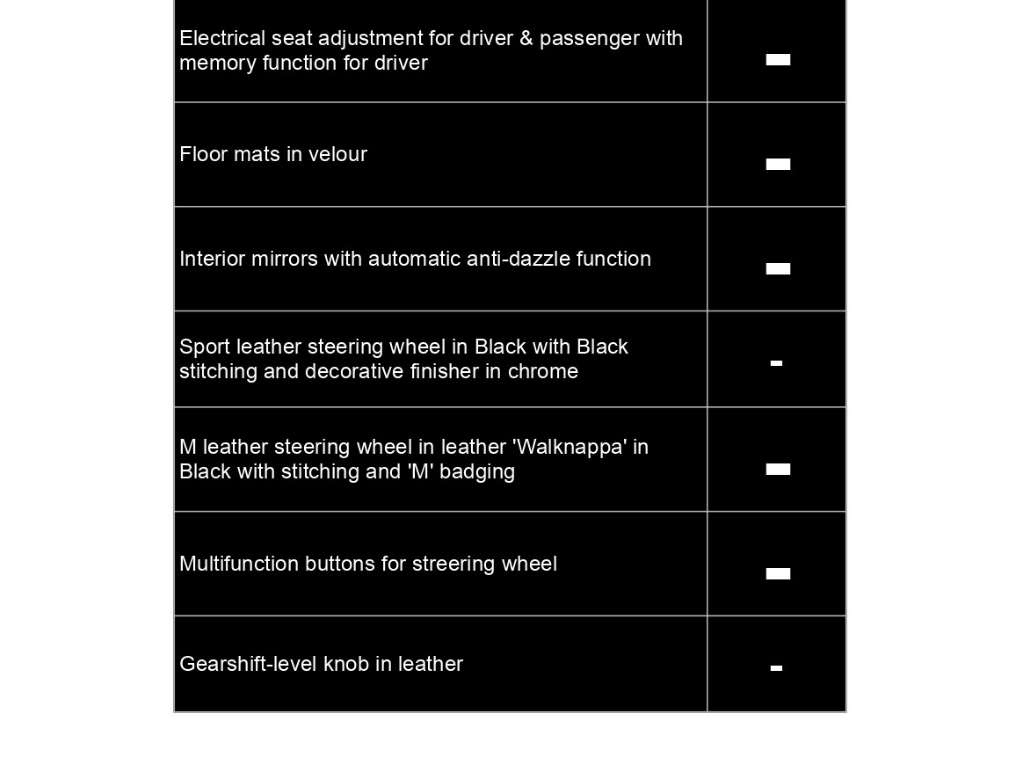 Electrical seat adjustment for driver & passenger with
memory function for driver
-
Floor mats in velour
-
Interior mirrors with automatic anti-dazzle function
-
Sport leather steering wheel in Black with Black
stitching and decorative finisher in chrome
-
M leather steering wheel in leather 'Walknappa' in
Black with stitching and 'M' badging
-
Multifunction buttons for streering wheel
-
Gearshift-level knob in leather
-